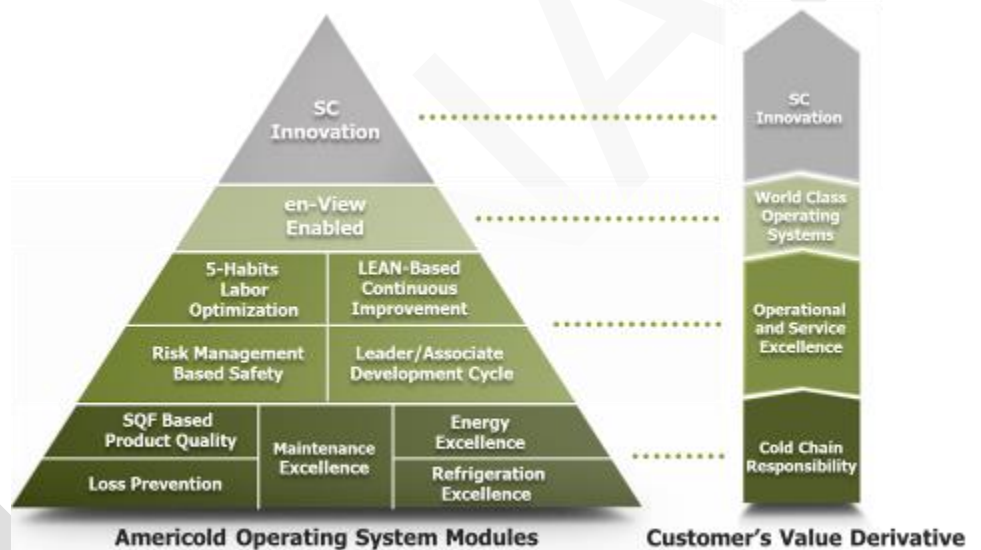 SC
Innovation
en-View
Enabled
5-Habits
Labor
Optimization
LEAN-Based
Continuous
Improvement
Risk Management
Based Safety
Leader/Associate
Development Cycle
SQF Based
Product Quality
Maintenance
Excellence
Energy
Excellence
Loss Prevention
Refrigeration
Excellence
Americold Operating System Modules
SC
Innovation
World Class
Operating
Systems
Operational
and Service
Excellence
Cold Chain
Responsibility
Customer's Value Derivative